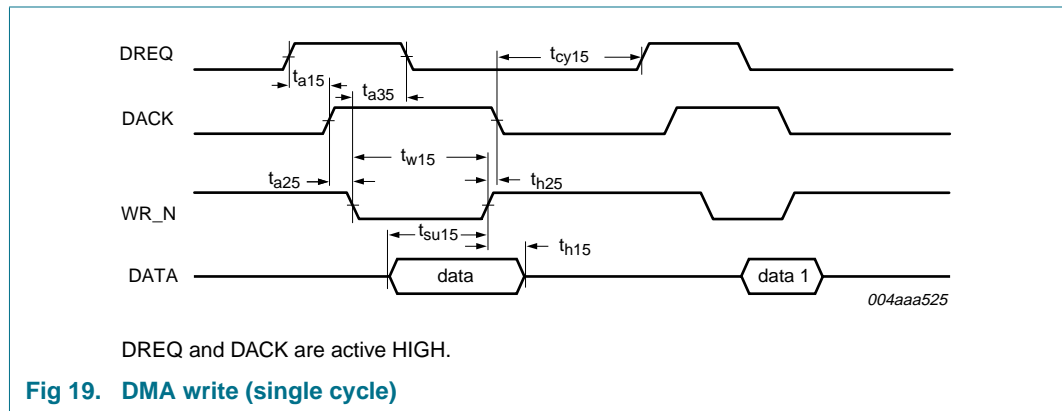 DREQ
t_cy15
t_a15
t_a35
DACK
t_w15
t_a25
t_h25
WR_N
t_su15
t_h15
DATA
data
data 1
004aaa525
DREQ and DACK are active HIGH.
Fig 19. DMA write (single cycle)